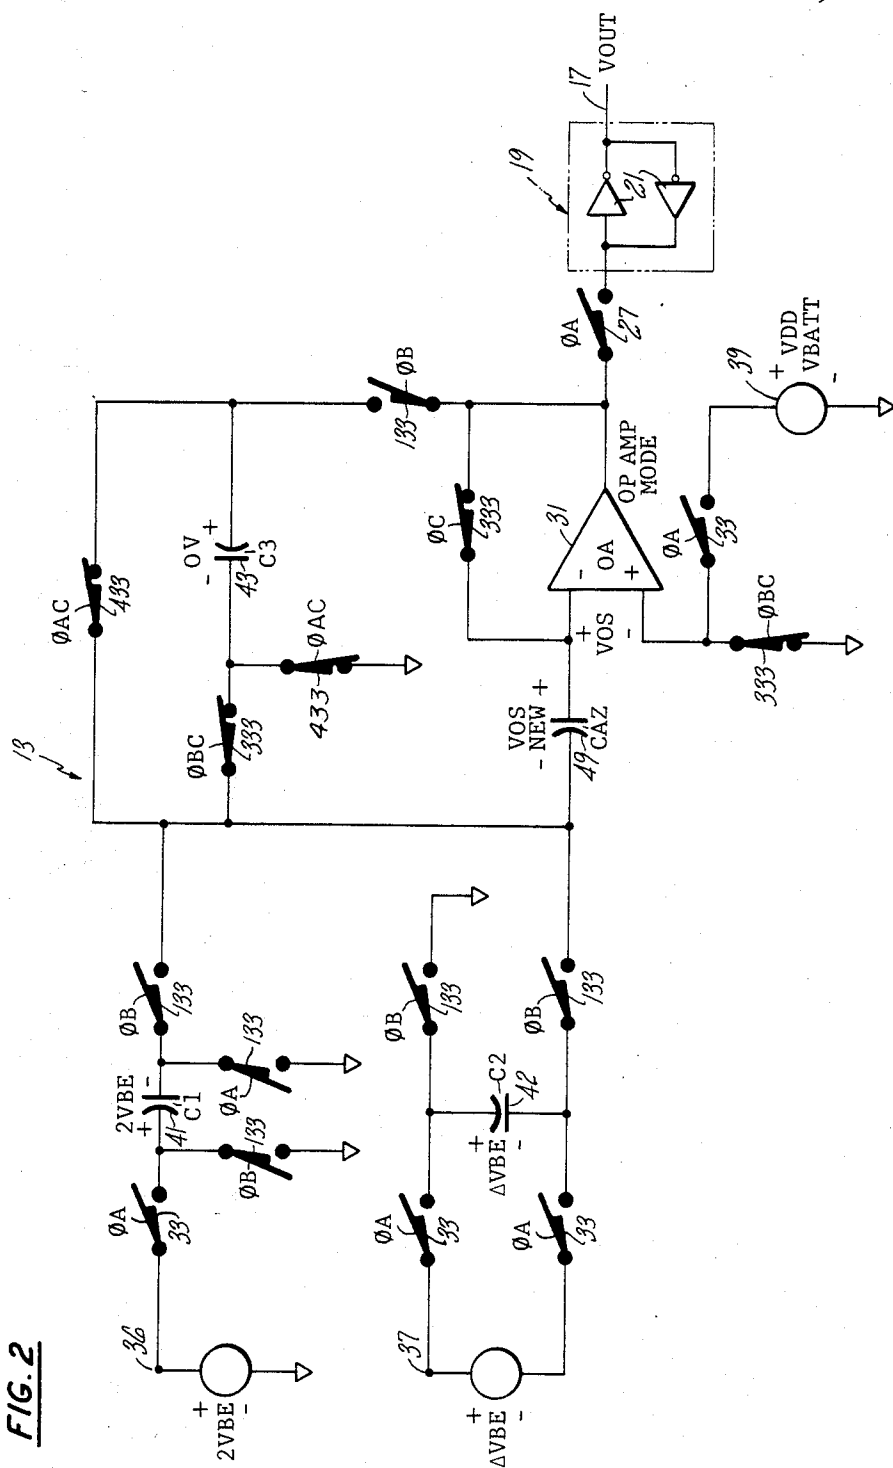 FIG. 2
13
ØAC
433
ØBC
333
- 0V +
43
C3
ØAC
433
133
ØB
ØC
333
VOS
- NEW +
49
CAZ
+
VOS
-
31
-
OA
+
OP AMP
MODE
ØA
27
19
21
17
VOUT
ØA
33
39
+
VDD
VBATT
-
333
ØBC
36
+
2VBE
-
ØA
33
2VBE
+ -
41
C1
ØB
133
ØA
133
ØB
133
37
+
ΔVBE
-
ØA
33
ØA
33
+
ΔVBE
-
C2
42
ØB
133
ØB
133